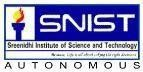 SNIST
Sreenidhi Institute of Science and Technology
AUTONOMOUS